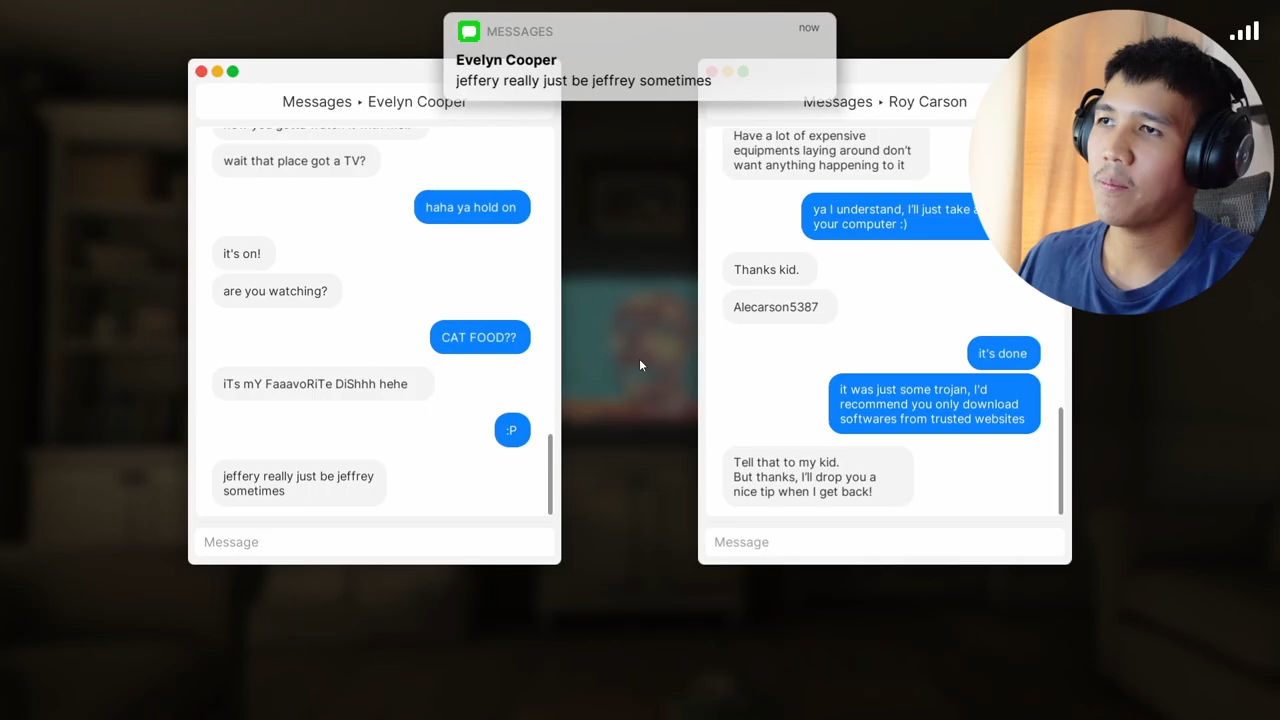 MESSAGES
now
Evelyn Cooper
jeffery really just be jeffrey sometimes
Messages ▸ Evelyn Cooper
wait that place got a TV?
haha ya hold on
it's on!
are you watching?
CAT FOOD??
iTs mY FaaavoRiTe DiShhh hehe
:P
jeffery really just be jeffrey
sometimes
Message
Messages ▸ Roy Carson
Have a lot of expensive
equipments laying around don't
want anything happening to it
ya I understand, I'll just take
your computer :)
Thanks kid.
Alecarson5387
it's done
it was just some trojan, I'd
recommend you only download
softwares from trusted websites
Tell that to my kid.
But thanks, I'll drop you a
nice tip when I get back!
Message